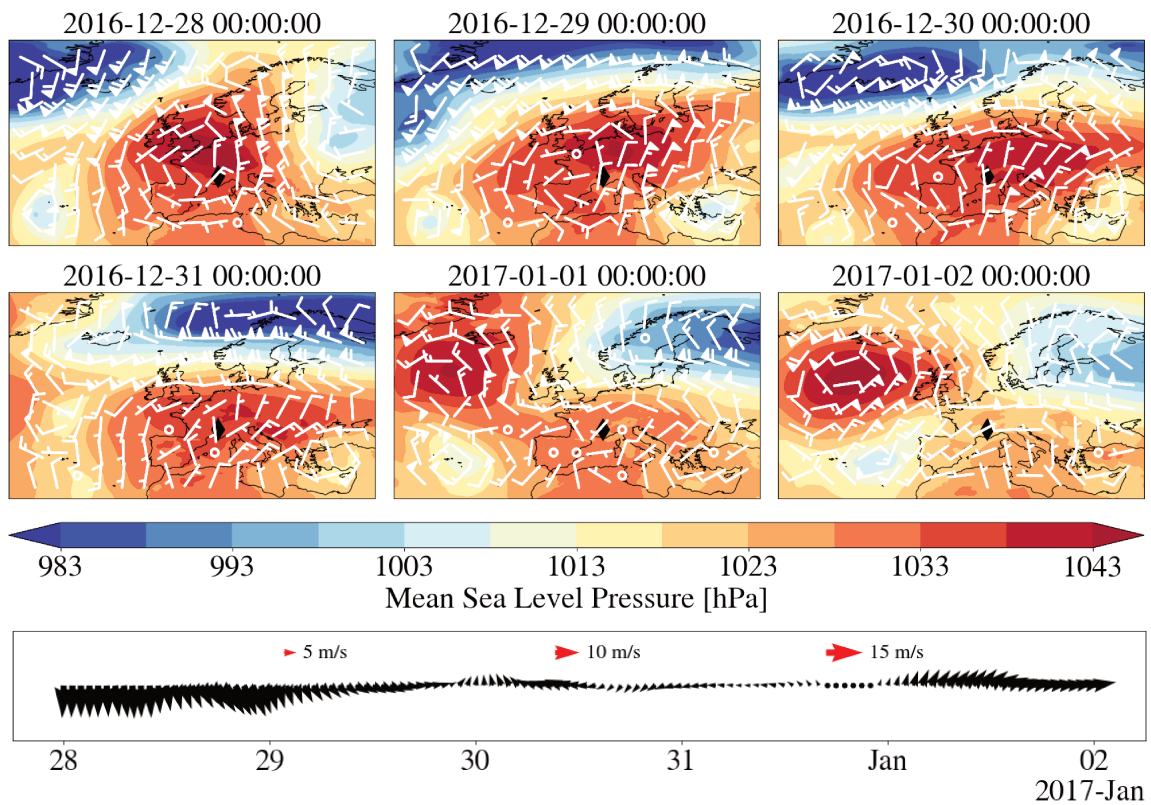 2016-12-28 00:00:00 2016-12-29 00:00:00 2016-12-30 00:00:00
2016-12-31 00:00:00 2017-01-01 00:00:00 2017-01-02 00:00:00
983 993 1003 1013 1023 1033 1043
Mean Sea Level Pressure [hPa]
5 m/s 10 m/s 15 m/s
28 29 30 31 Jan 02
2017-Jan